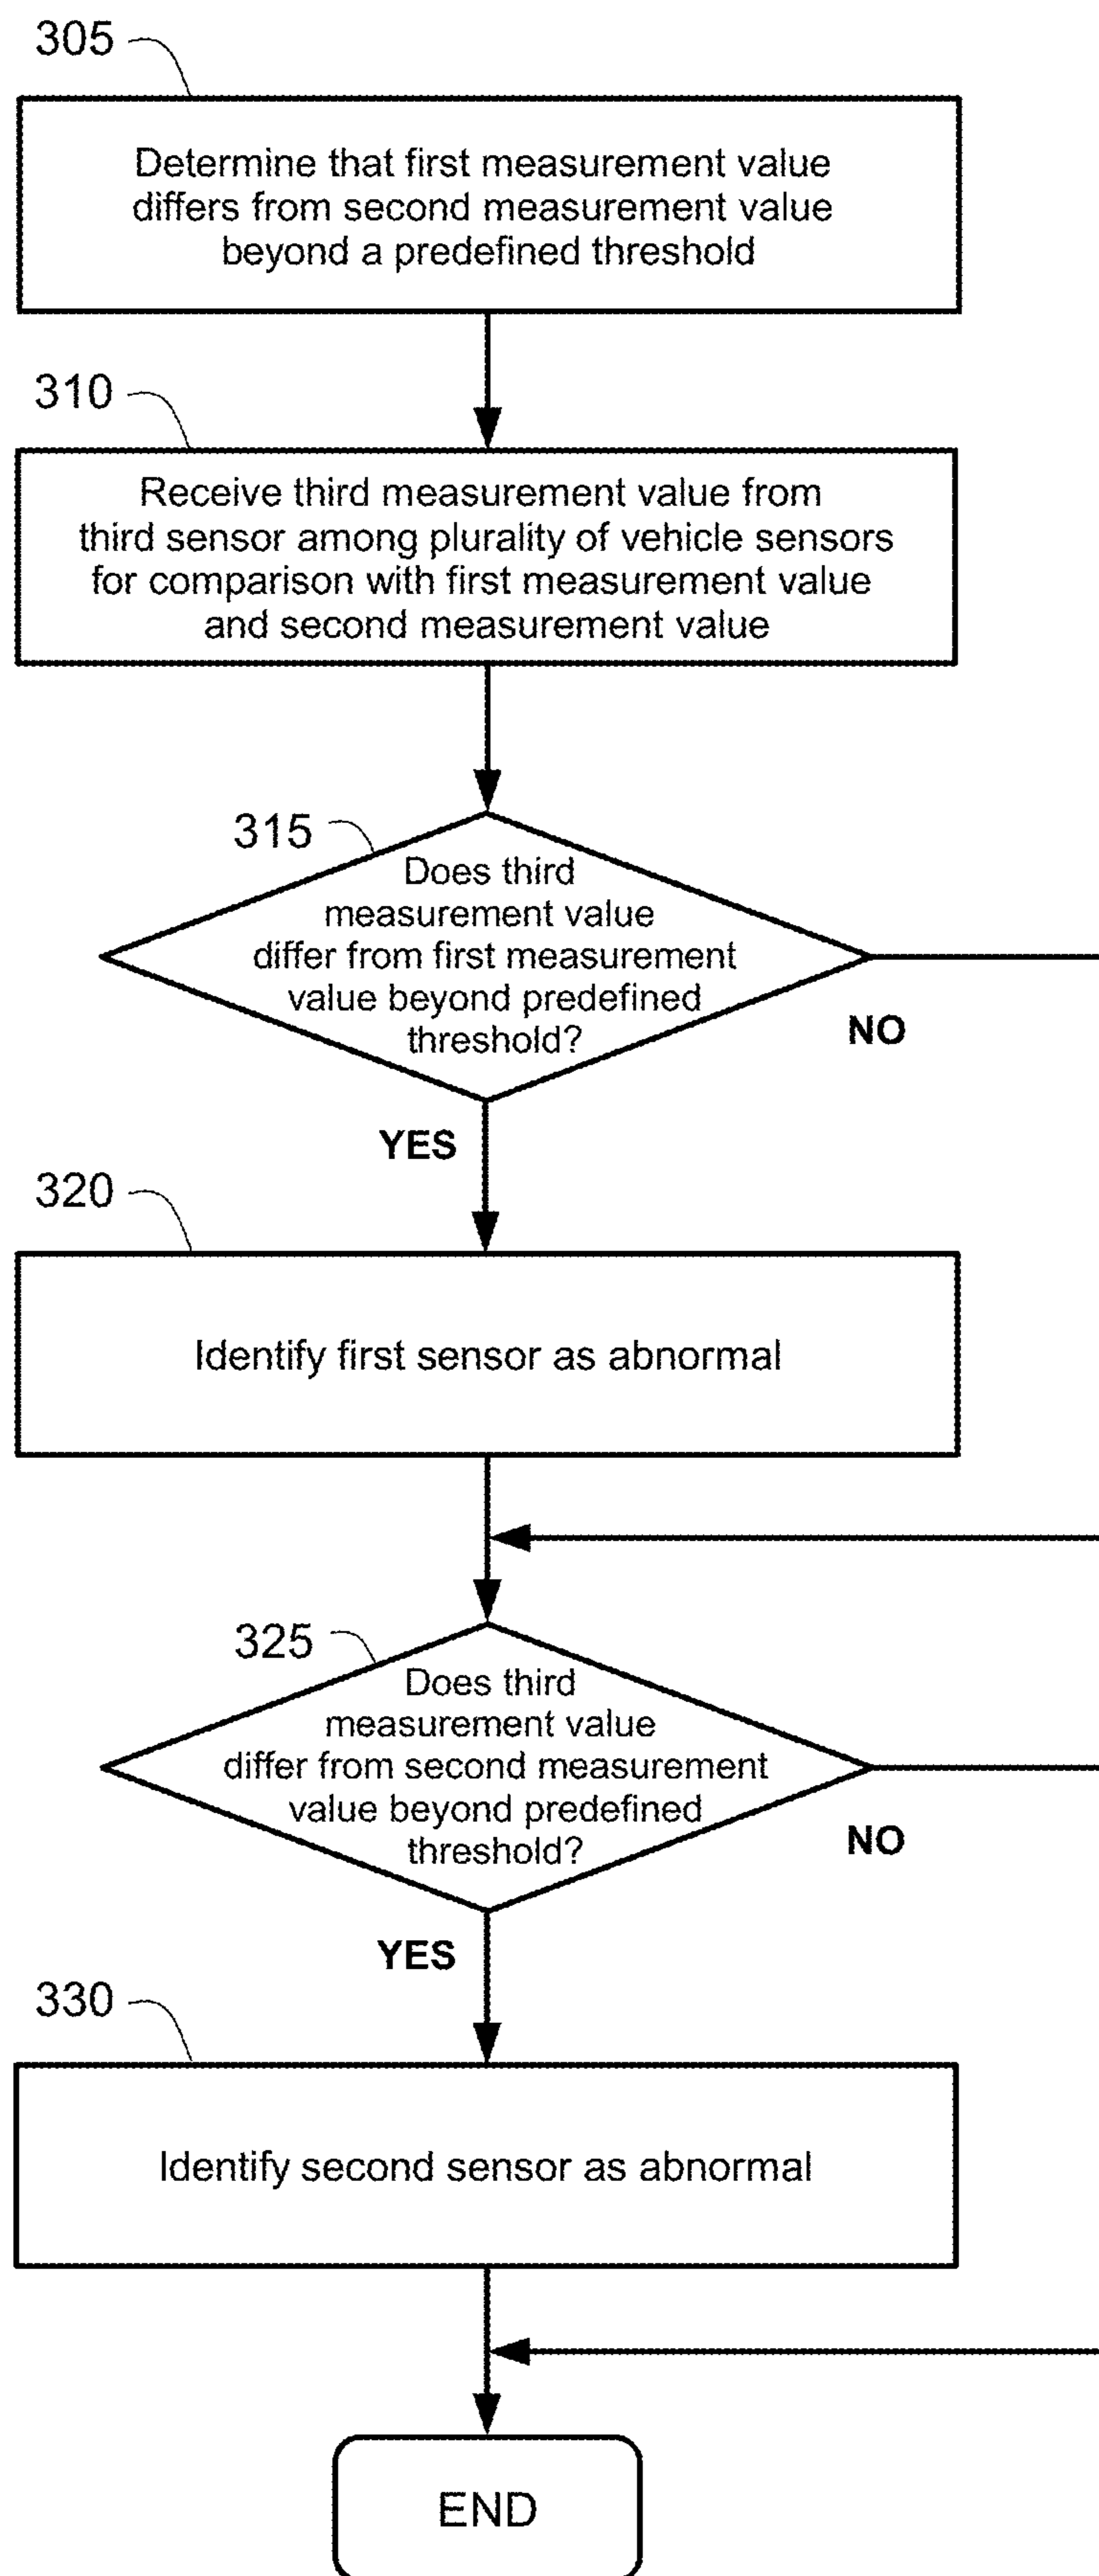 305
Determine that first measurement value
differs from second measurement value
beyond a predefined threshold
310
Receive third measurement value from
third sensor among plurality of vehicle sensors
for comparison with first measurement value
and second measurement value
315
Does third
measurement value
differ from first measurement
value beyond predefined
threshold?
NO
YES
320
Identify first sensor as abnormal
325
Does third
measurement value
differ from second measurement
value beyond predefined
threshold?
NO
YES
330
Identify second sensor as abnormal
END